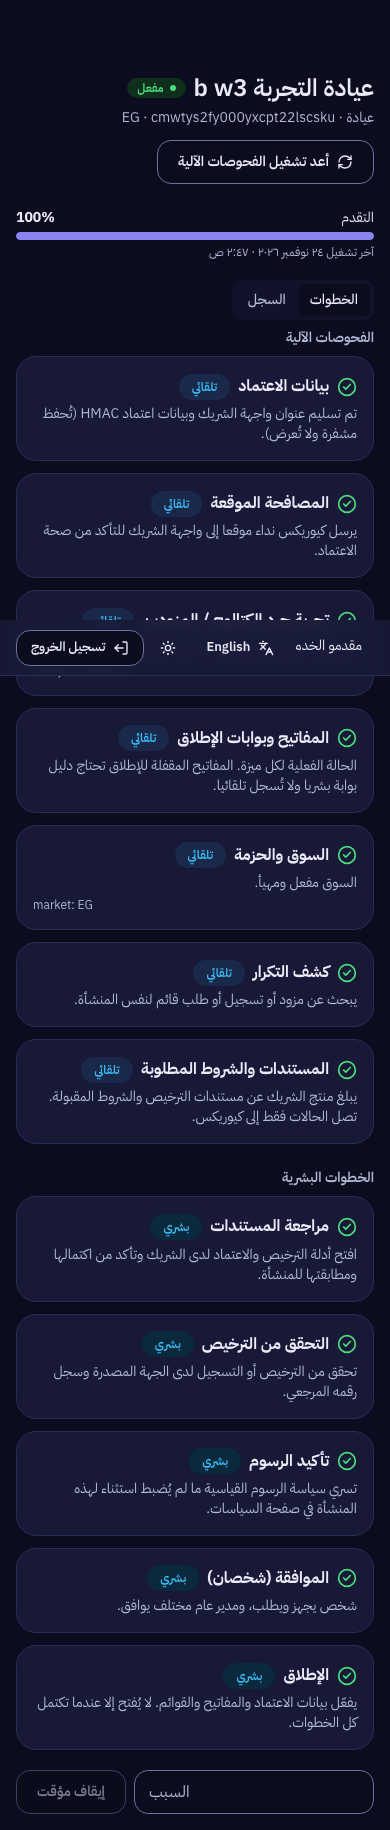 عيادة التجربة b w3 مفعل
عيادة · EG · cmwtys2fy000yxcpt22lscsku
أعد تشغيل الفحوصات الآلية
التقدم 100%
آخر تشغيل ٢٤ نوفمبر ٢٠٢٦ · ٢:٤٧ ص
الخطوات السجل
الفحوصات الآلية
بيانات الاعتماد تلقائي
تم تسليم عنوان واجهة الشريك وبيانات اعتماد HMAC (تُحفظ
مشفرة ولا تُعرض).
المصافحة الموقعة تلقائي
يرسل كيوريكس نداء موقعا إلى واجهة الشريك للتأكد من صحة
الاعتماد.
مقدمو الخدمة English تسجيل الخروج
المفاتيح وبوابات الإطلاق تلقائي
الحالة الفعلية لكل ميزة. المفاتيح المقفلة للإطلاق تحتاج دليل
بوابة بشريا ولا تُسجل تلقائيا.
السوق والحزمة تلقائي
السوق مفعل ومهيأ.
market: EG
كشف التكرار تلقائي
يبحث عن مزود أو تسجيل أو طلب قائم لنفس المنشأة.
المستندات والشروط المطلوبة تلقائي
يبلغ منتج الشريك عن مستندات الترخيص والشروط المقبولة.
تصل الحالات فقط إلى كيوريكس.
الخطوات البشرية
مراجعة المستندات بشري
افتح أدلة الترخيص والاعتماد لدى الشريك وتأكد من اكتمالها
ومطابقتها للمنشأة.
التحقق من الترخيص بشري
تحقق من الترخيص أو التسجيل لدى الجهة المصدرة وسجل
رقمه المرجعي.
تأكيد الرسوم بشري
تسري سياسة الرسوم القياسية ما لم يُضبط استثناء لهذه
المنشأة في صفحة السياسات.
الموافقة (شخصان) بشري
شخص يجهز ويطلب، ومدير عام مختلف يوافق.
الإطلاق بشري
يفعّل بيانات الاعتماد والمفاتيح والقوائم. لا يُفتح إلا عندما تكتمل
كل الخطوات.
السبب إيقاف مؤقت